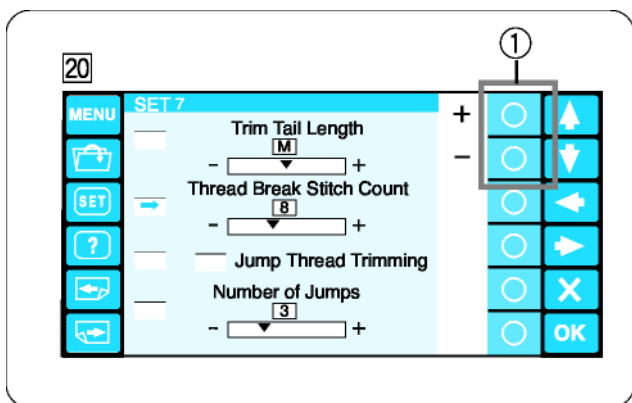 ①
20
MENU
SET 7
+
Trim Tail Length
M
- +
-
Thread Break Stitch Count
SET
8
- +
?
Jump Thread Trimming
Number of Jumps
X
3
- +
OK